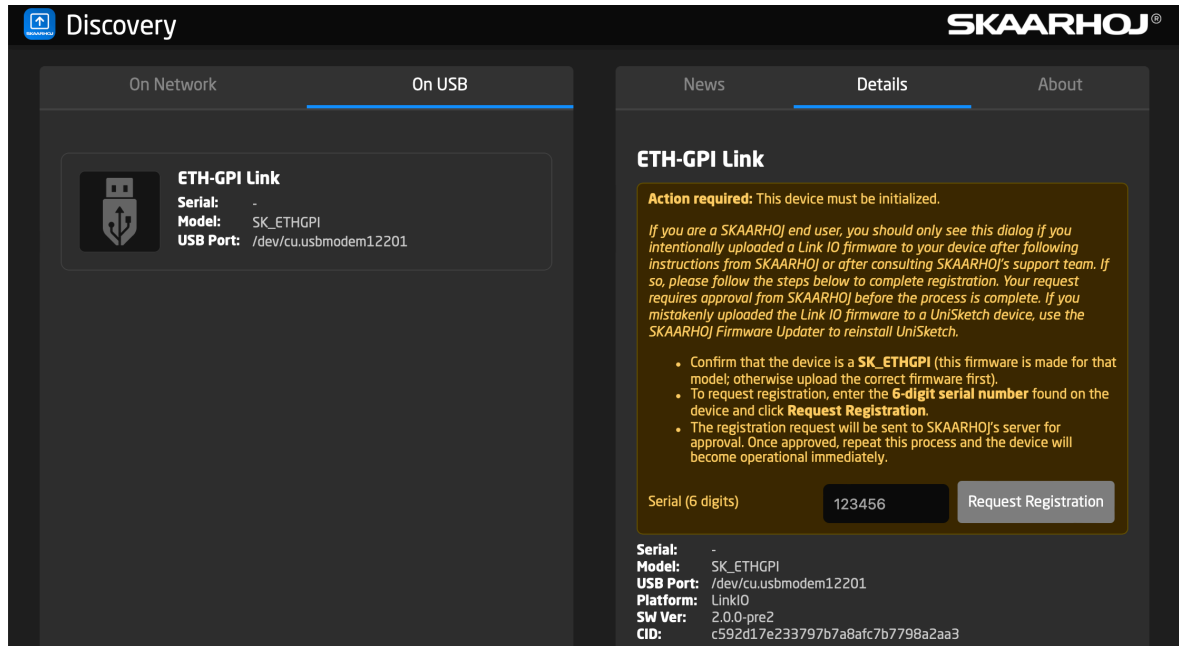 Discovery
SKAARHOJ®
On Network
On USB
ETH-GPI Link
Serial: -
Model: SK_ETHGPI
USB Port: /dev/cu.usbmodem12201
News
Details
About
ETH-GPI Link
Action required: This device must be initialized.
If you are a SKAARHOJ end user, you should only see this dialog if you
intentionally uploaded a Link IO firmware to your device after following
instructions from SKAARHOJ or after consulting SKAARHOJ's support team. If
so, please follow the steps below to complete registration. Your request
requires approval from SKAARHOJ before the process is complete. If you
mistakenly uploaded the Link IO firmware to a UniSketch device, use the
SKAARHOJ Firmware Updater to reinstall UniSketch.
• Confirm that the device is a SK_ETHGPI (this firmware is made for that
model; otherwise upload the correct firmware first).
• To request registration, enter the 6-digit serial number found on the
device and click Request Registration.
• The registration request will be sent to SKAARHOJ's server for
approval. Once approved, repeat this process and the device will
become operational immediately.
Serial (6 digits)
123456
Request Registration
Serial: -
Model: SK_ETHGPI
USB Port: /dev/cu.usbmodem12201
Platform: LinkIO
SW Ver: 2.0.0-pre2
CID: c592d17e233797b7a8afc7b7798a2aa3